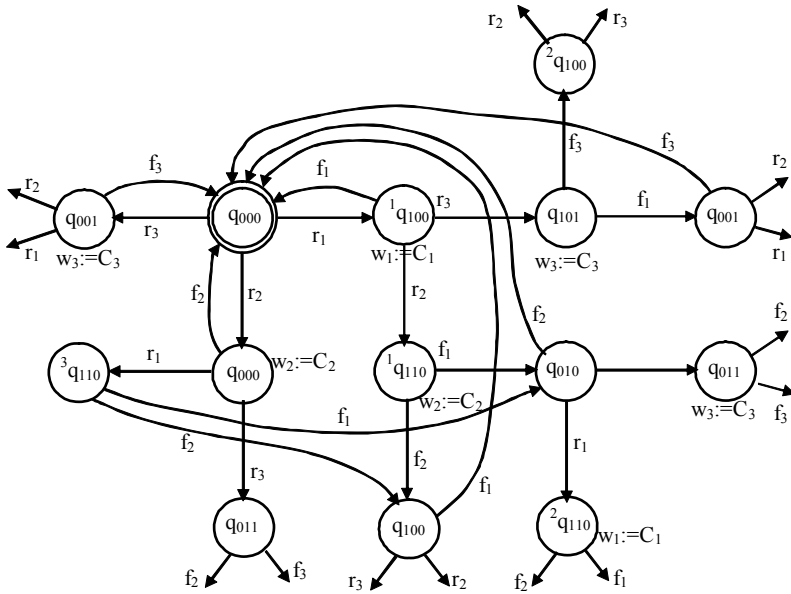 r2
r3
2q100
f3
f3
r2
f3
f1
r2
q001
q000
1q100
r3
q101
f1
q001
r3
r1
r1
w3:=C3
w1:=C1
w3:=C3
r1
f2
r2
r2
f2
f2
3q110
r1
q000
w2:=C2
1q110
f1
q010
q011
w2:=C2
w3:=C3
f3
f1
f2
r1
f2
r3
f1
q011
q100
2q110
w1:=C1
f2
f3
r3
r2
f2
f1